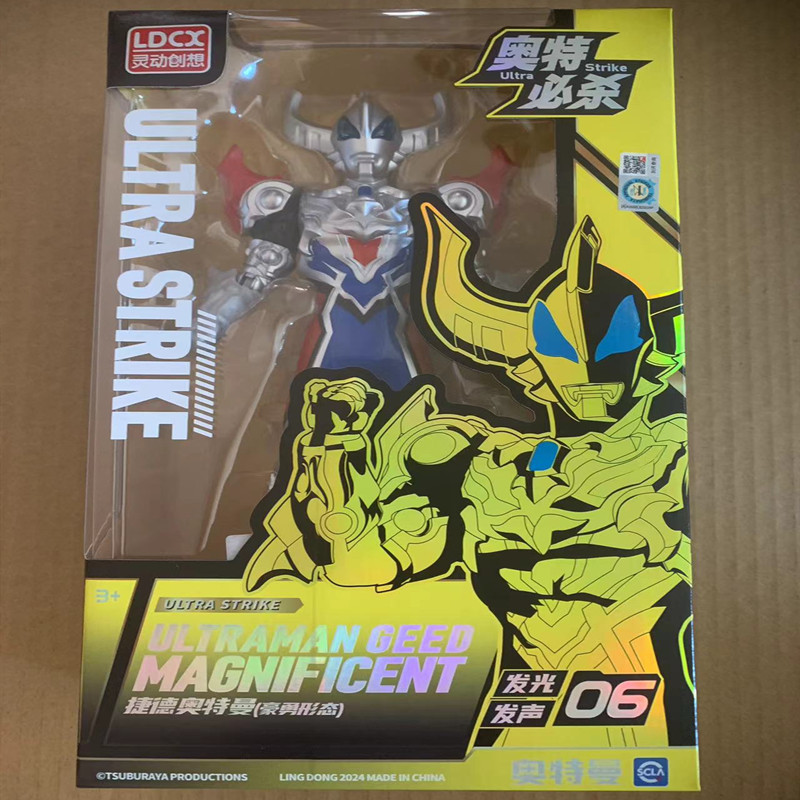 LDCX
灵动创想
奥特
Ultra Strike
必杀
ULTRA STRIKE
3+
ULTRA STRIKE
ULTRAMAN GEED
MAGNIFICENT
捷德奥特曼(豪勇形态)
发光
发声
06
©TSUBURAYA PRODUCTIONS
LING DONG 2024 MADE IN CHINA
奥特曼
SCLA